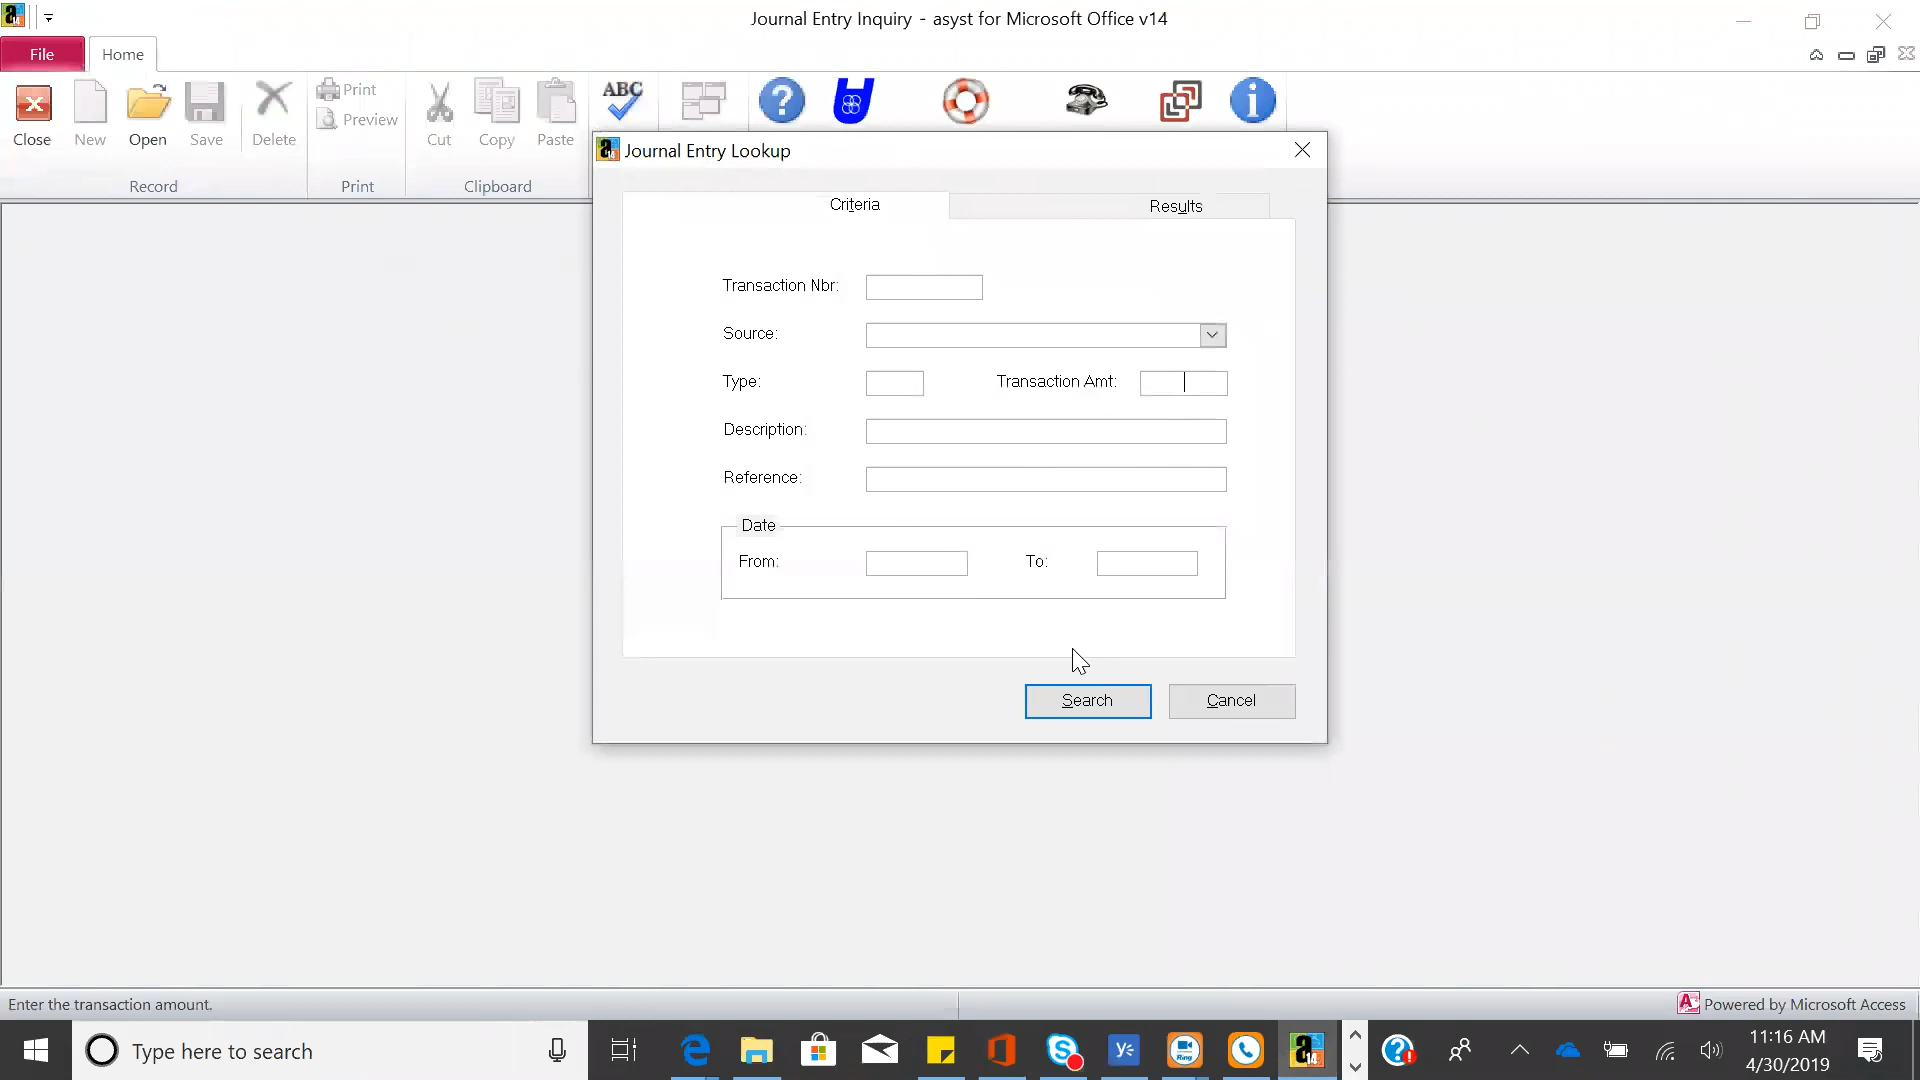 Journal Entry Inquiry - asyst for Microsoft Office v14
File
Home
Close
New
Open
Save
Delete
Print
Preview
Cut
Copy
Paste
ABC
Record
Print
Clipboard
Journal Entry Lookup
Criteria
Results
Transaction Nbr:
Source:
Type:
Transaction Amt:
Description:
Reference:
Date
From:
To:
Search
Cancel
Enter the transaction amount.
Powered by Microsoft Access
Type here to search
Ring
11:16 AM
4/30/2019